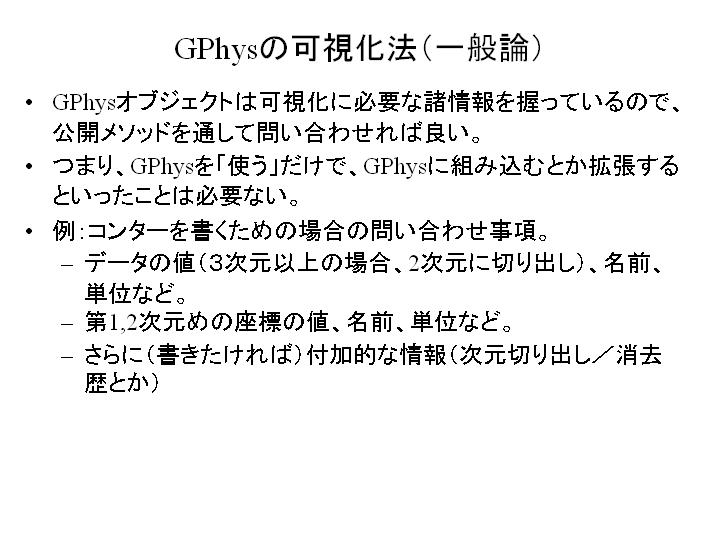 GPhysの可視化法（一般論）
• GPhysオブジェクトは可視化に必要な諸情報を握っているので、
公開メソッドを通して問い合わせれば良い。
• つまり、GPhysを「使う」だけで、GPhysに組み込むとか拡張する
といったことは必要ない。
• 例：コンターを書くための場合の問い合わせ事項。
– データの値（３次元以上の場合、2次元に切り出し）、名前、
単位など。
– 第1,2次元めの座標の値、名前、単位など。
– さらに（書きたければ）付加的な情報（次元切り出し／消去
歴とか）